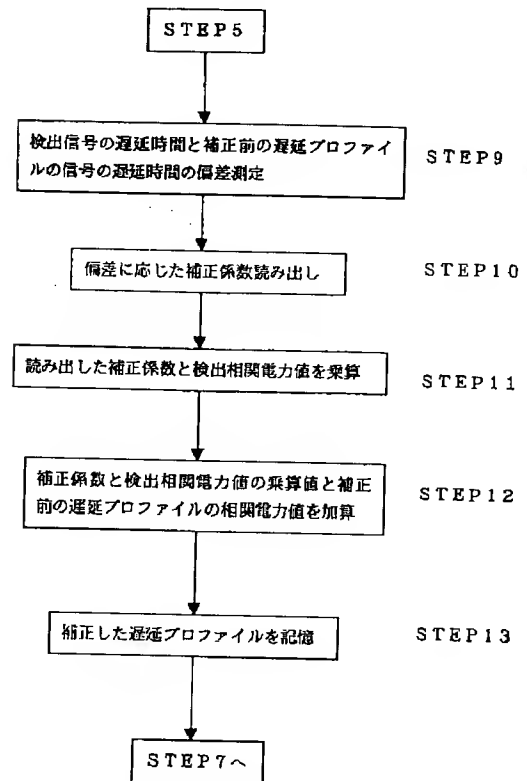 STEP5
検出信号の遅延時間と補正前の遅延プロファイ
ルの信号の遅延時間の偏差測定
STEP9
偏差に応じた補正係数読み出し
STEP10
読み出した補正係数と検出相関電力値を乗算
STEP11
補正係数と検出相関電力値の乗算値と補正
前の遅延プロファイルの相関電力値を加算
STEP12
補正した遅延プロファイルを記憶
STEP13
STEP7へ